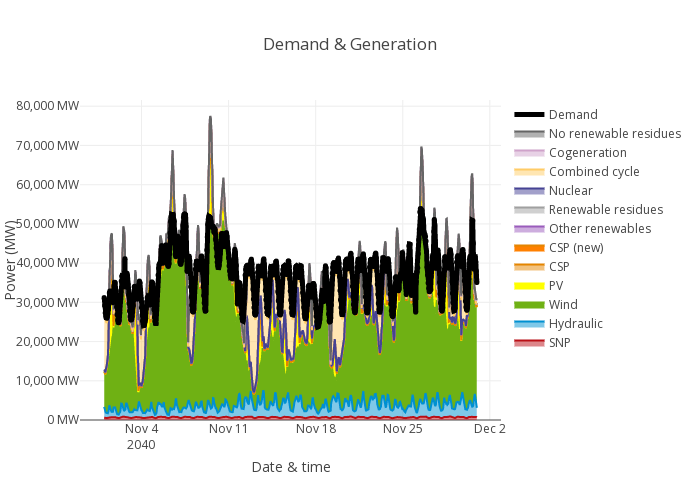 Demand & Generation
80,000 MW
70,000 MW
60,000 MW
50,000 MW
40,000 MW
30,000 MW
20,000 MW
10,000 MW
0 MW
Power (MW)
Nov 4
2040
Nov 11
Nov 18
Nov 25
Dec 2
Date & time
Demand
No renewable residues
Cogeneration
Combined cycle
Nuclear
Renewable residues
Other renewables
CSP (new)
CSP
PV
Wind
Hydraulic
SNP